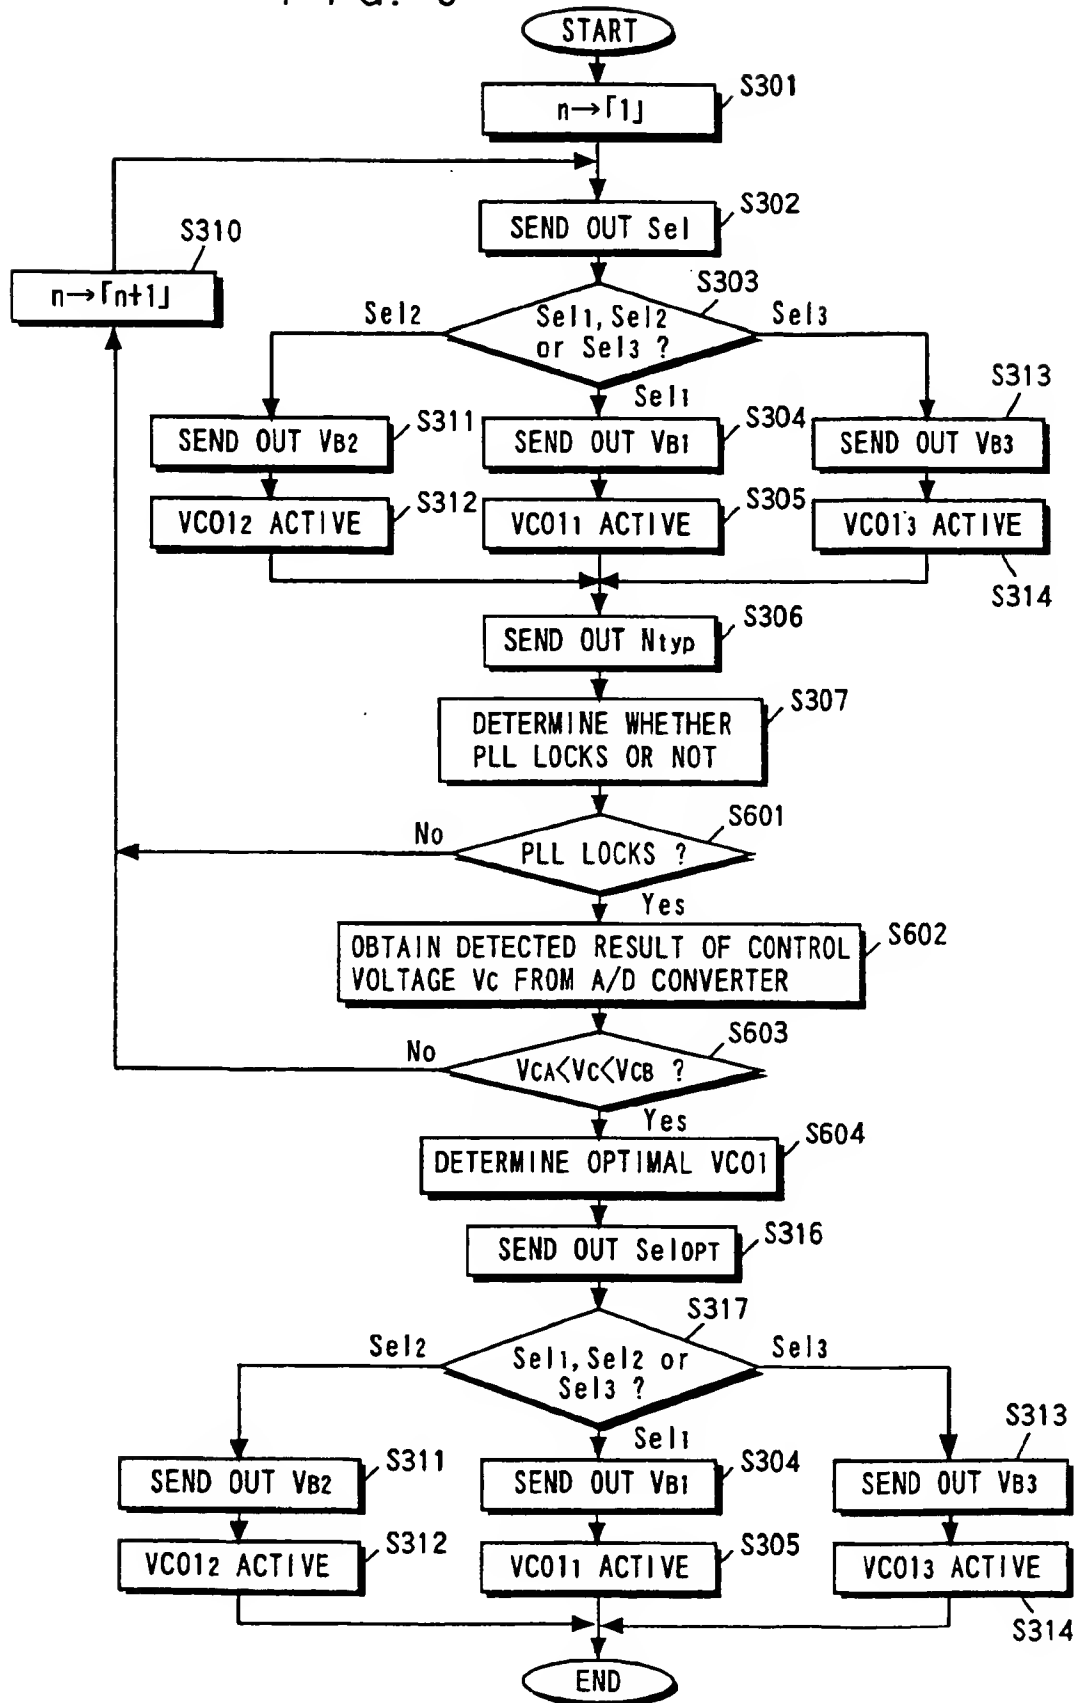 START
n→「1」
S301
SEND OUT Sel
S302
S310
n→「n+1」
S303
Sel1, Sel2
or Sel3 ?
Sel2
Sel3
Sel1
SEND OUT VB2
S311
SEND OUT VB1
S304
SEND OUT VB3
S313
VCO12 ACTIVE
S312
VCO11 ACTIVE
S305
VCO13 ACTIVE
S314
SEND OUT Ntyp
S306
DETERMINE WHETHER
PLL LOCKS OR NOT
S307
PLL LOCKS ?
S601
No
Yes
OBTAIN DETECTED RESULT OF CONTROL
VOLTAGE VC FROM A/D CONVERTER
S602
VCA<VC<VCB ?
S603
No
Yes
DETERMINE OPTIMAL VCO1
S604
SEND OUT SelOPT
S316
S317
Sel1, Sel2 or
Sel3 ?
Sel2
Sel3
Sel1
SEND OUT VB2
S311
SEND OUT VB1
S304
SEND OUT VB3
S313
VCO12 ACTIVE
S312
VCO11 ACTIVE
S305
VCO13 ACTIVE
S314
END